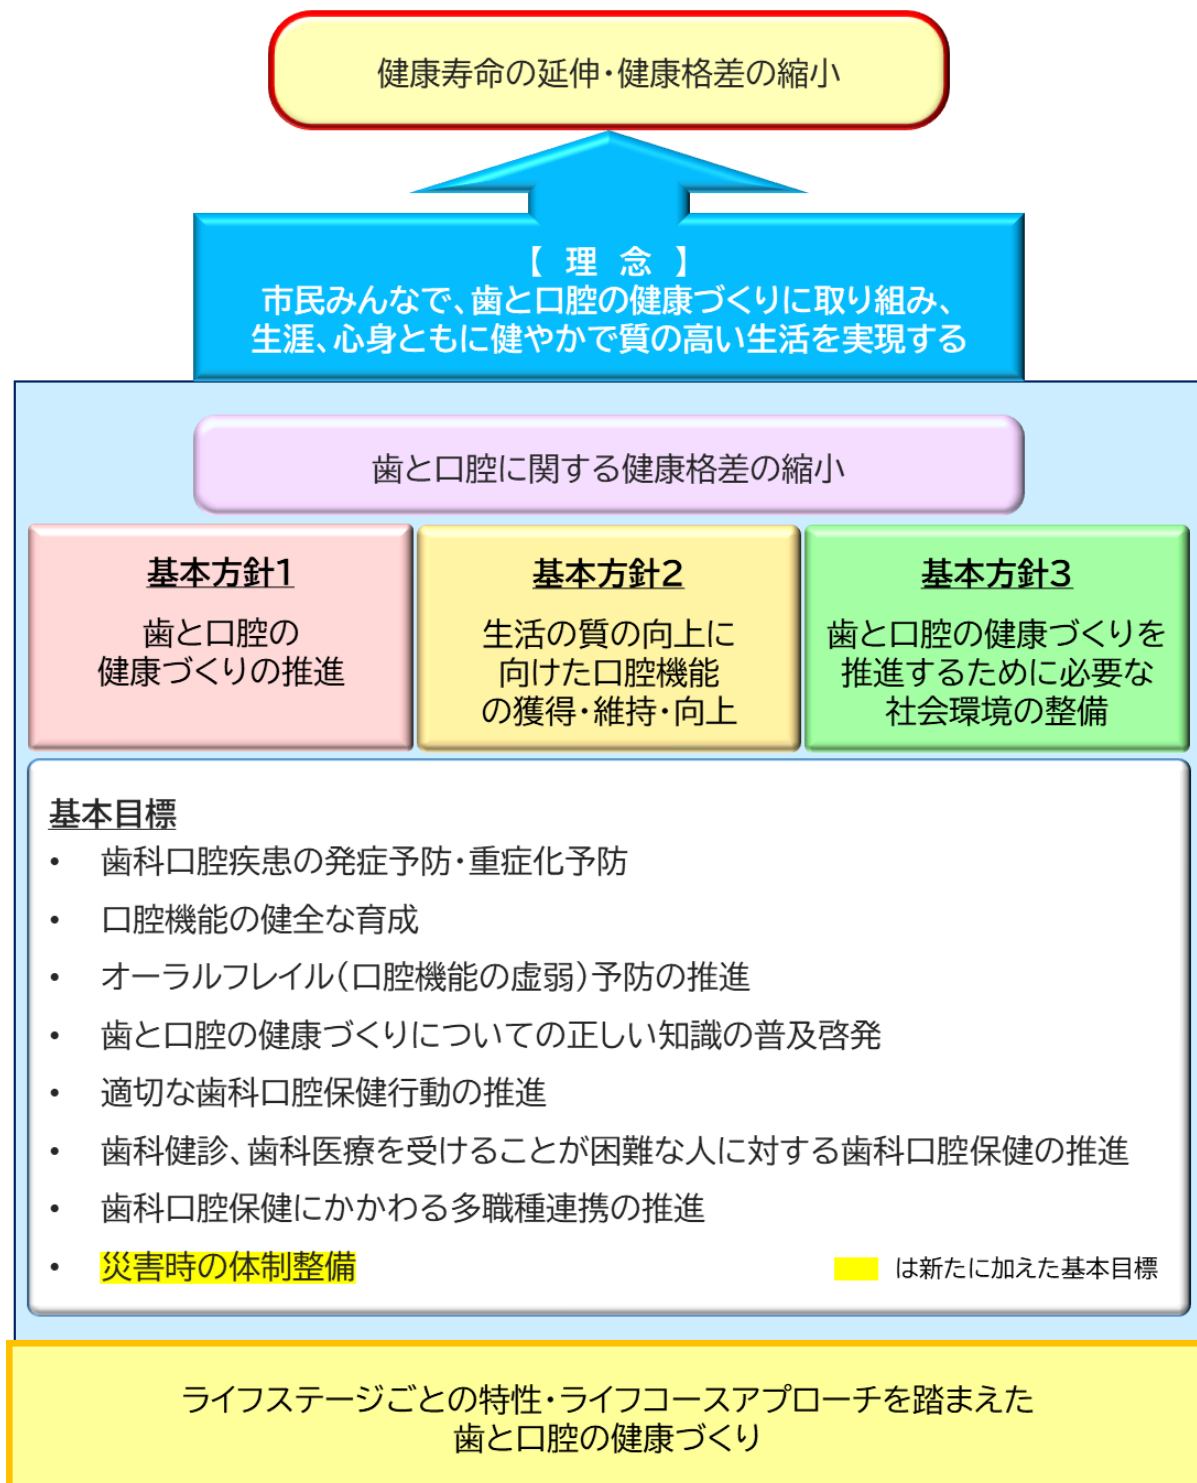 健康寿命の延伸・健康格差の縮小
【 理 念 】
市民みんなで、歯と口腔の健康づくりに取り組み、
生涯、心身ともに健やかで質の高い生活を実現する
歯と口腔に関する健康格差の縮小
基本方針1
歯と口腔の
健康づくりの推進
基本方針2
生活の質の向上に
向けた口腔機能
の獲得・維持・向上
基本方針3
歯と口腔の健康づくりを
推進するために必要な
社会環境の整備
基本目標
• 歯科口腔疾患の発症予防・重症化予防
• 口腔機能の健全な育成
• オーラルフレイル(口腔機能の虚弱)予防の推進
• 歯と口腔の健康づくりについての正しい知識の普及啓発
• 適切な歯科口腔保健行動の推進
• 歯科健診、歯科医療を受けることが困難な人に対する歯科口腔保健の推進
• 歯科口腔保健にかかわる多職種連携の推進
• 災害時の体制整備
は新たに加えた基本目標
ライフステージごとの特性・ライフコースアプローチを踏まえた
歯と口腔の健康づくり